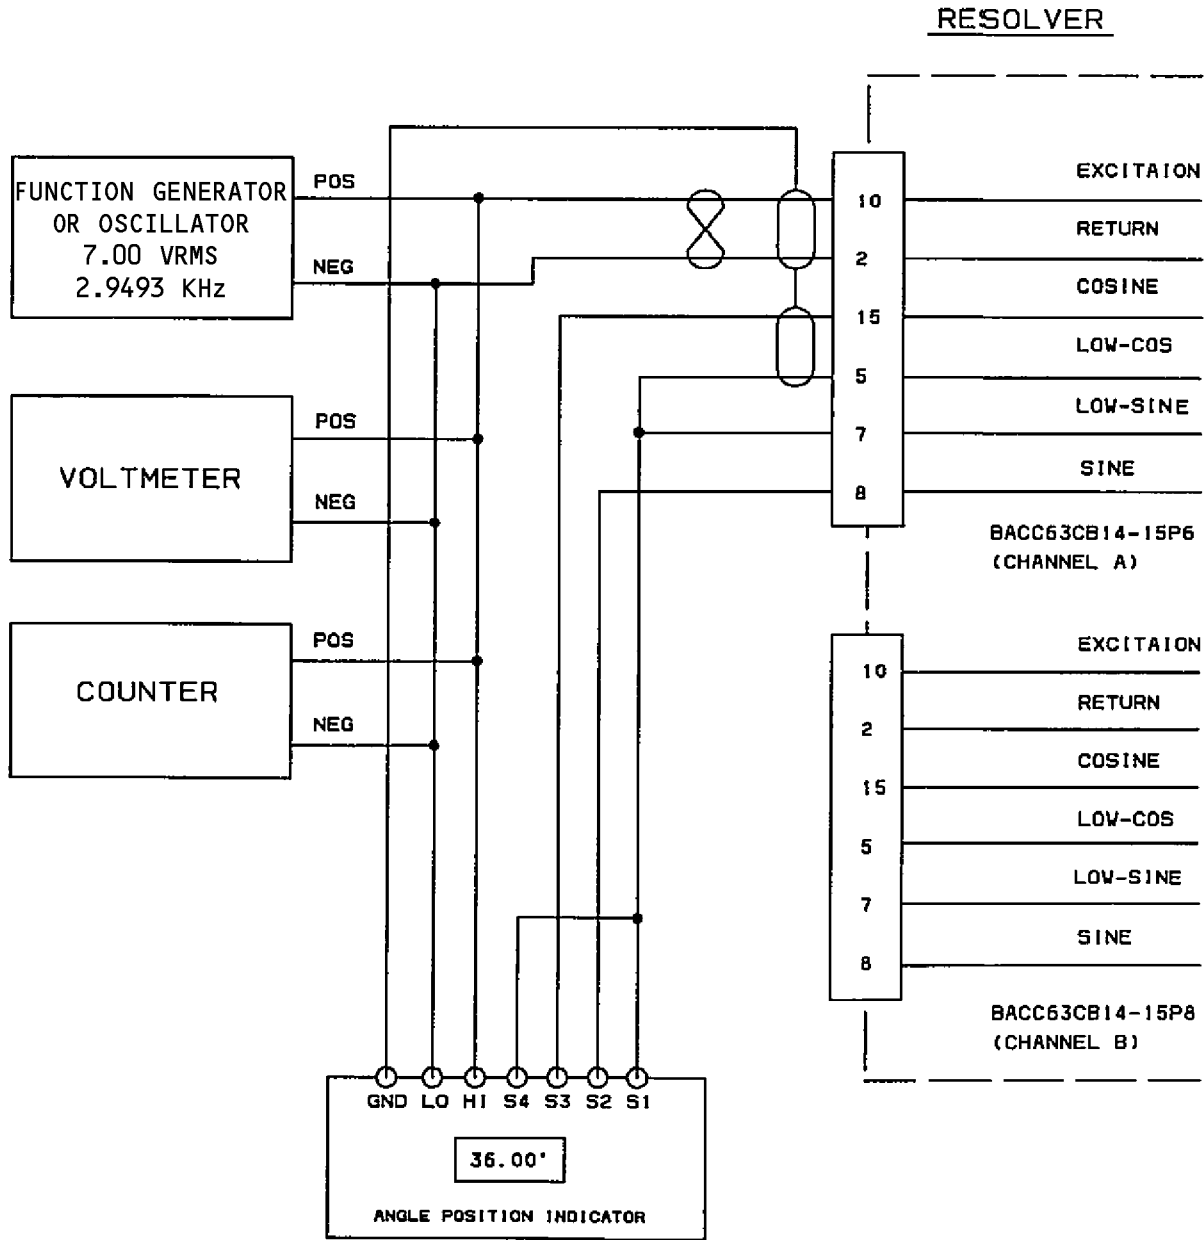 RESOLVER
FUNCTION GENERATOR
OR OSCILLATOR
7.00 VRMS
2.9493 KHz
POS
NEG
VOLTMETER
POS
NEG
COUNTER
POS
NEG
10
EXCITAION
2
RETURN
15
COSINE
5
LOW-COS
7
LOW-SINE
8
SINE
BACC63CB14-15P6
(CHANNEL A)
10
EXCITAION
2
RETURN
15
COSINE
5
LOW-COS
7
LOW-SINE
8
SINE
BACC63CB14-15P8
(CHANNEL B)
GND LO HI S4 S3 S2 S1
36.00°
ANGLE POSITION INDICATOR